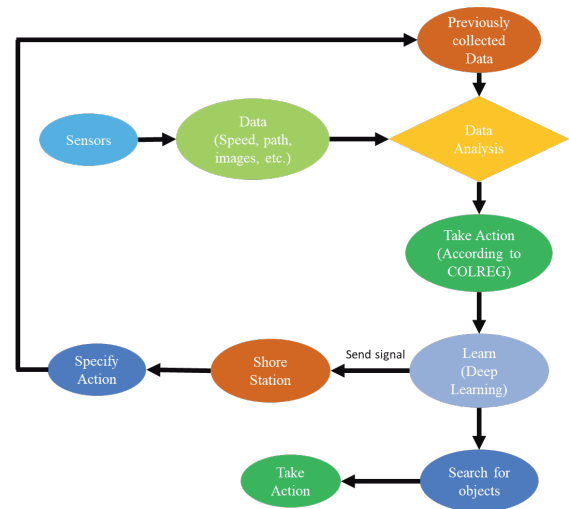 Previously
collected
Data
Sensors
Data
(Speed, path,
images, etc.)
Data
Analysis
Take Action
(According to
COLREG)
Specify
Action
Shore
Station
Send signal
Learn
(Deep
Learning)
Take
Action
Search for
objects